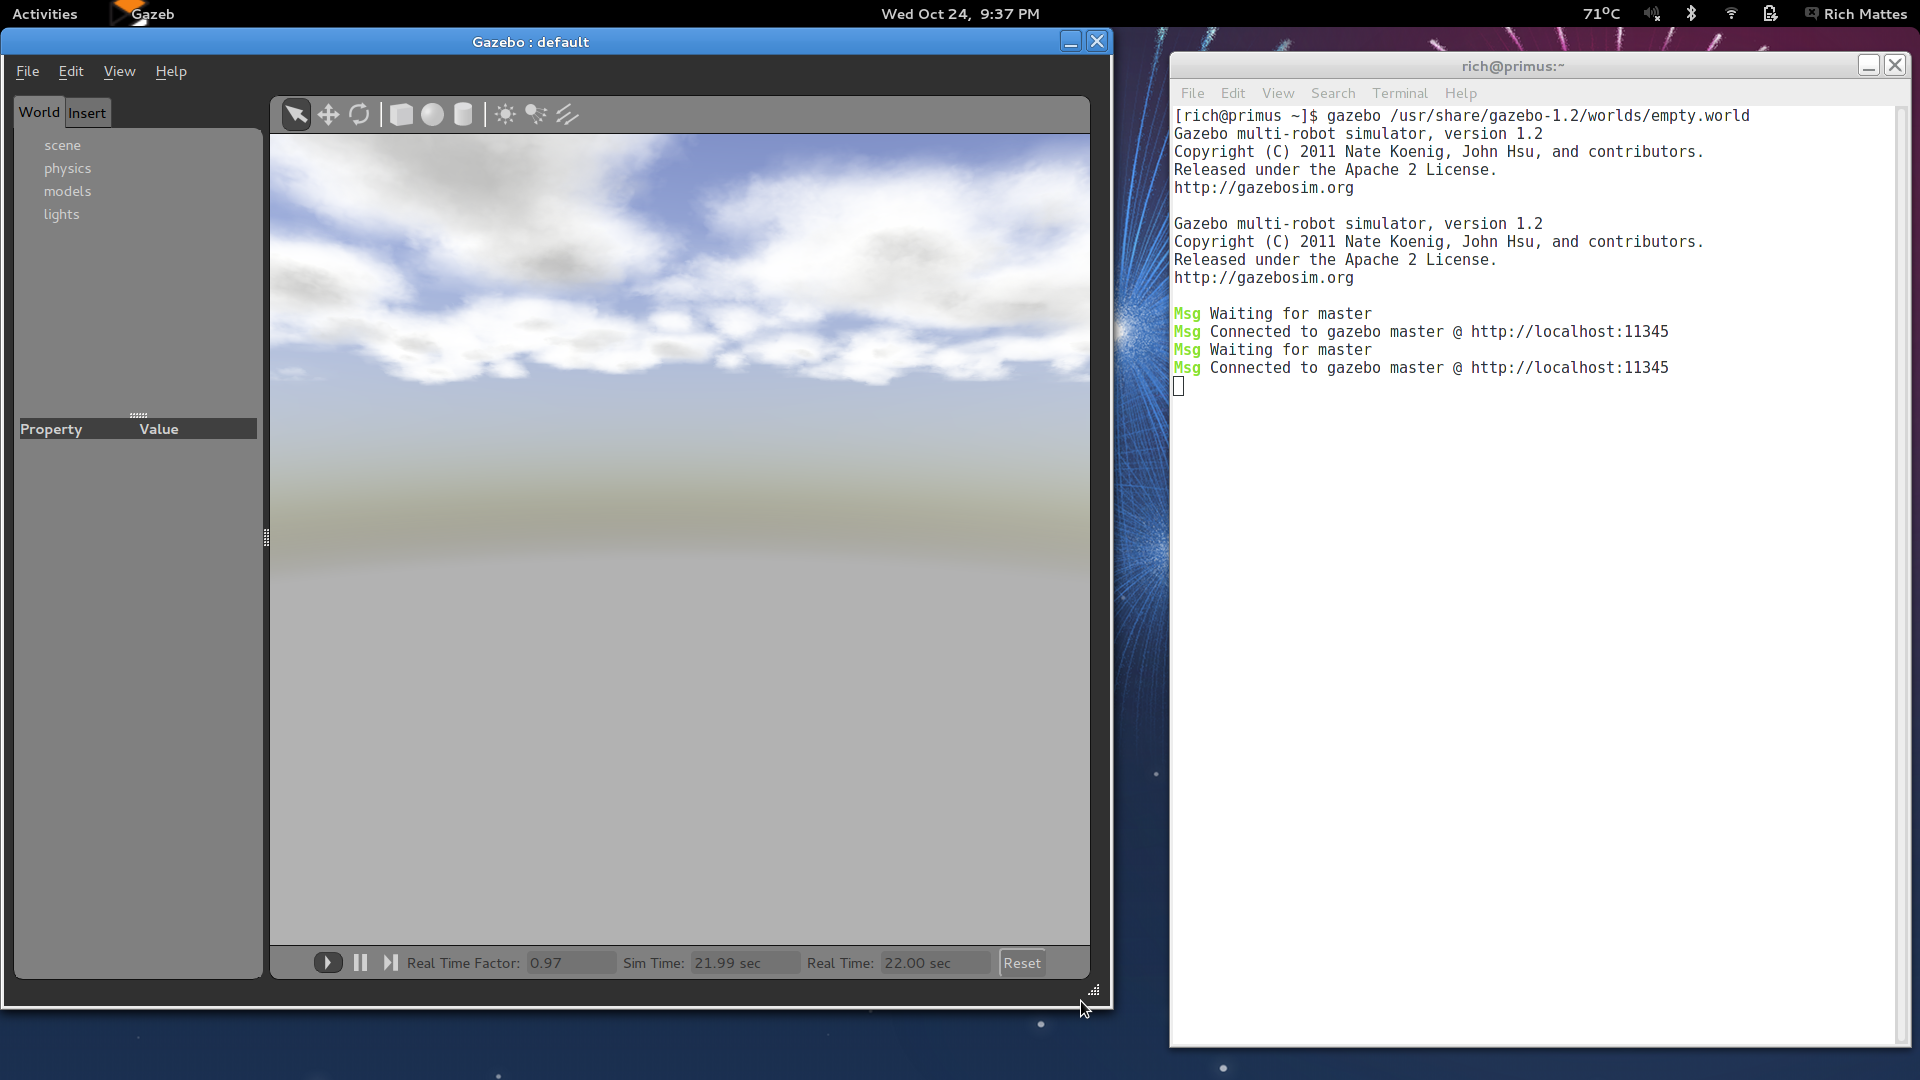 Activities Gazeb Wed Oct 24, 9:37 PM 71°C Rich Mattes
Gazebo : default
File Edit View Help
World Insert
scene
physics
models
lights
Property Value
Real Time Factor: 0.97 Sim Time: 21.99 sec Real Time: 22.00 sec Reset
rich@primus:~
File Edit View Search Terminal Help
[rich@primus ~]$ gazebo /usr/share/gazebo-1.2/worlds/empty.world
Gazebo multi-robot simulator, version 1.2
Copyright (C) 2011 Nate Koenig, John Hsu, and contributors.
Released under the Apache 2 License.
http://gazebosim.org
Gazebo multi-robot simulator, version 1.2
Copyright (C) 2011 Nate Koenig, John Hsu, and contributors.
Released under the Apache 2 License.
http://gazebosim.org
Msg Waiting for master
Msg Connected to gazebo master @ http://localhost:11345
Msg Waiting for master
Msg Connected to gazebo master @ http://localhost:11345